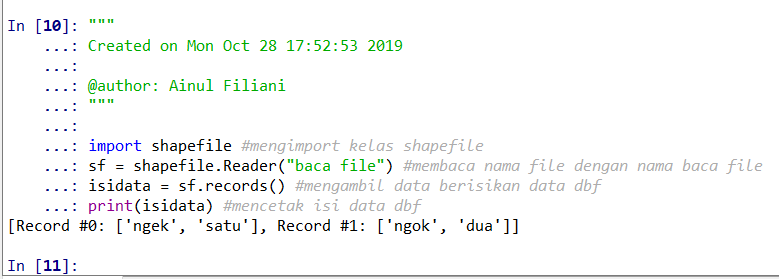 In [10]: """
    ...: Created on Mon Oct 28 17:52:53 2019
    ...:
    ...: @author: Ainul Filiani
    ...: """
    ...:
    ...: import shapefile #mengimport kelas shapefile
    ...: sf = shapefile.Reader("baca file") #membaca nama file dengan nama baca file
    ...: isidata = sf.records() #mengambil data berisikan data dbf
    ...: print(isidata) #mencetak isi data dbf
[Record #0: ['ngek', 'satu'], Record #1: ['ngok', 'dua']]
In [11]: